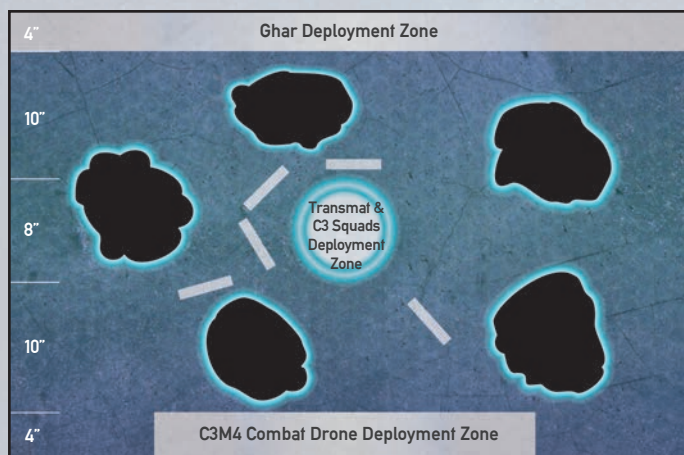 4”
Ghar Deployment Zone
10”
8”
Transmat &
C3 Squads
Deployment
Zone
10”
4”
C3M4 Combat Drone Deployment Zone